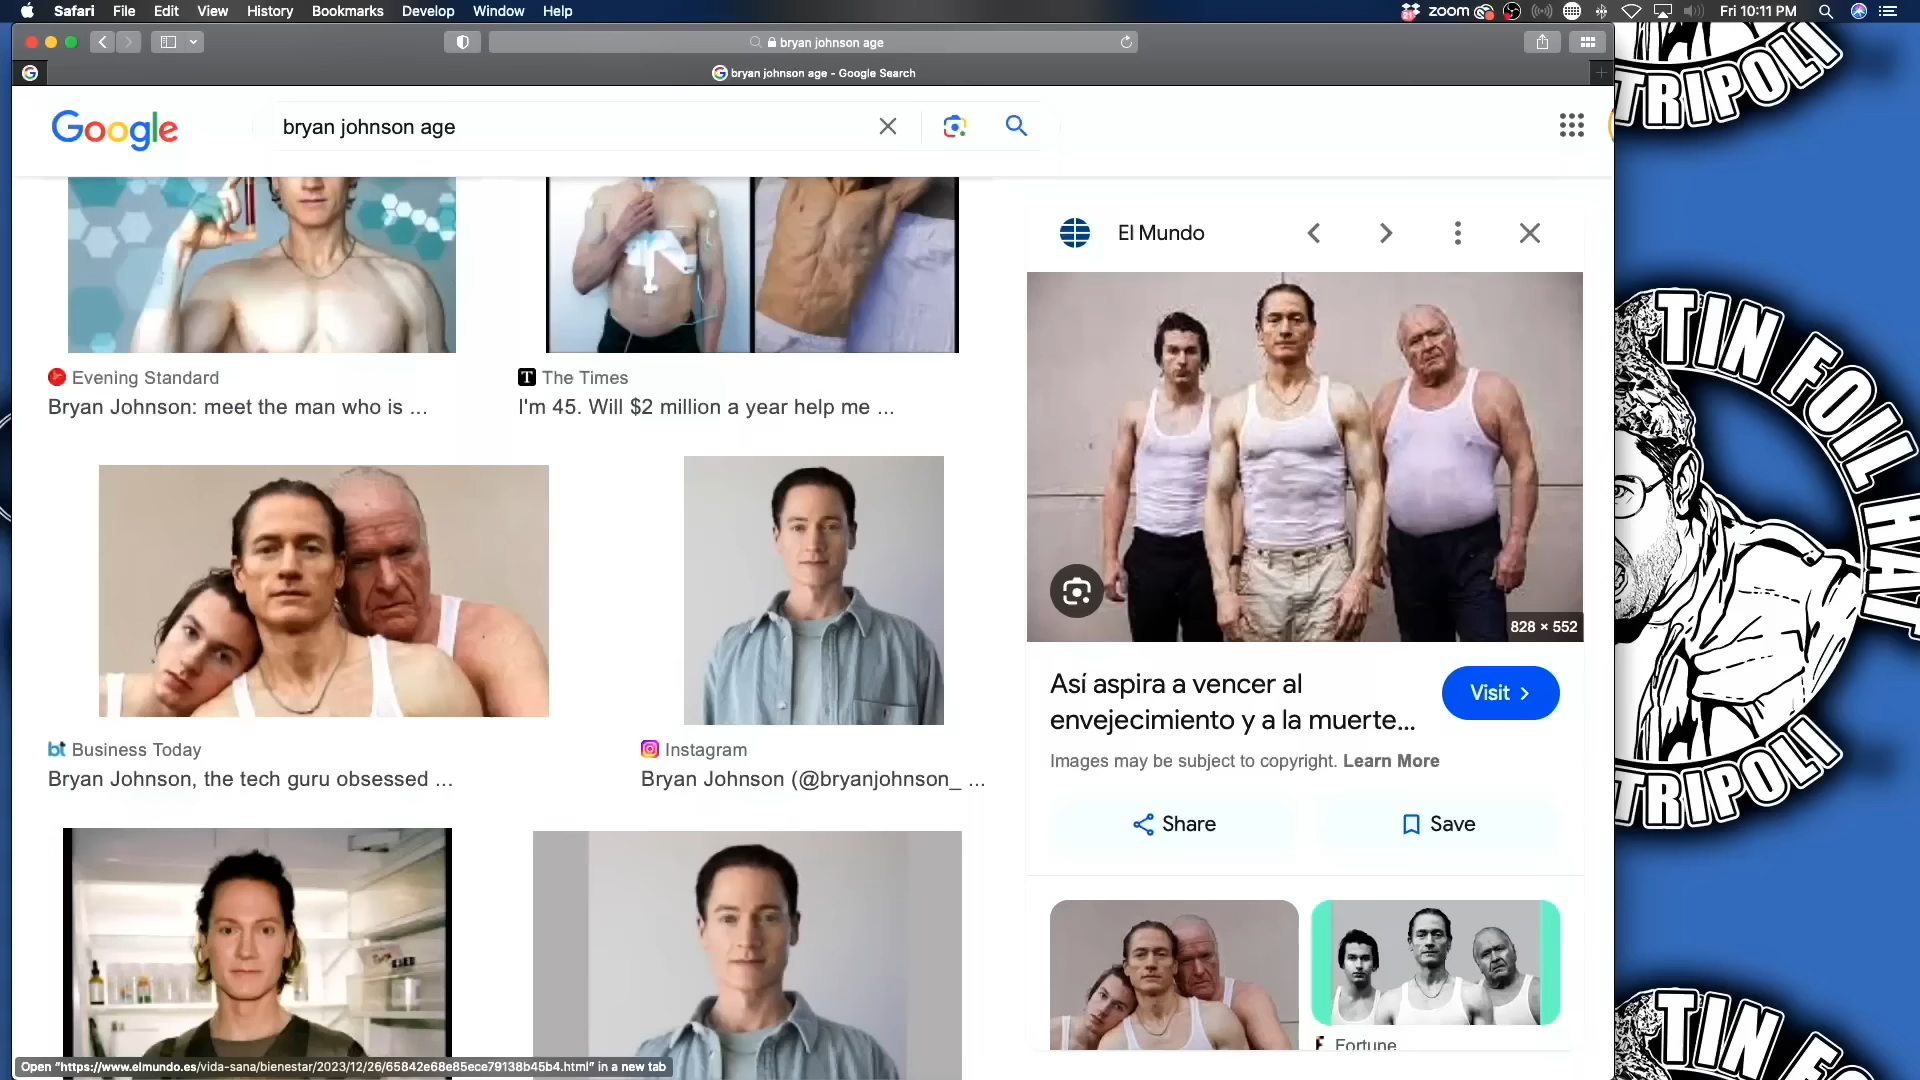 Safari File Edit View History Bookmarks Develop Window Help
21 zoom Fri 10:11 PM
bryan johnson age
bryan johnson age - Google Search
Google
bryan johnson age
El Mundo
Evening Standard
Bryan Johnson: meet the man who is ...
T The Times
I'm 45. Will $2 million a year help me ...
828 × 552
Así aspira a vencer al
envejecimiento y a la muerte...
Visit
Images may be subject to copyright. Learn More
bt Business Today
Bryan Johnson, the tech guru obsessed ...
Instagram
Bryan Johnson (@bryanjohnson_ ...
Share
Save
Fortune
Open "https://www.elmundo.es/vida-sana/bienestar/2023/12/26/65842e68e85ece79138b45b4.html" in a new tab
TRIPOLI
TIN FOIL HAT
TRIPOLI
TIN FOIL